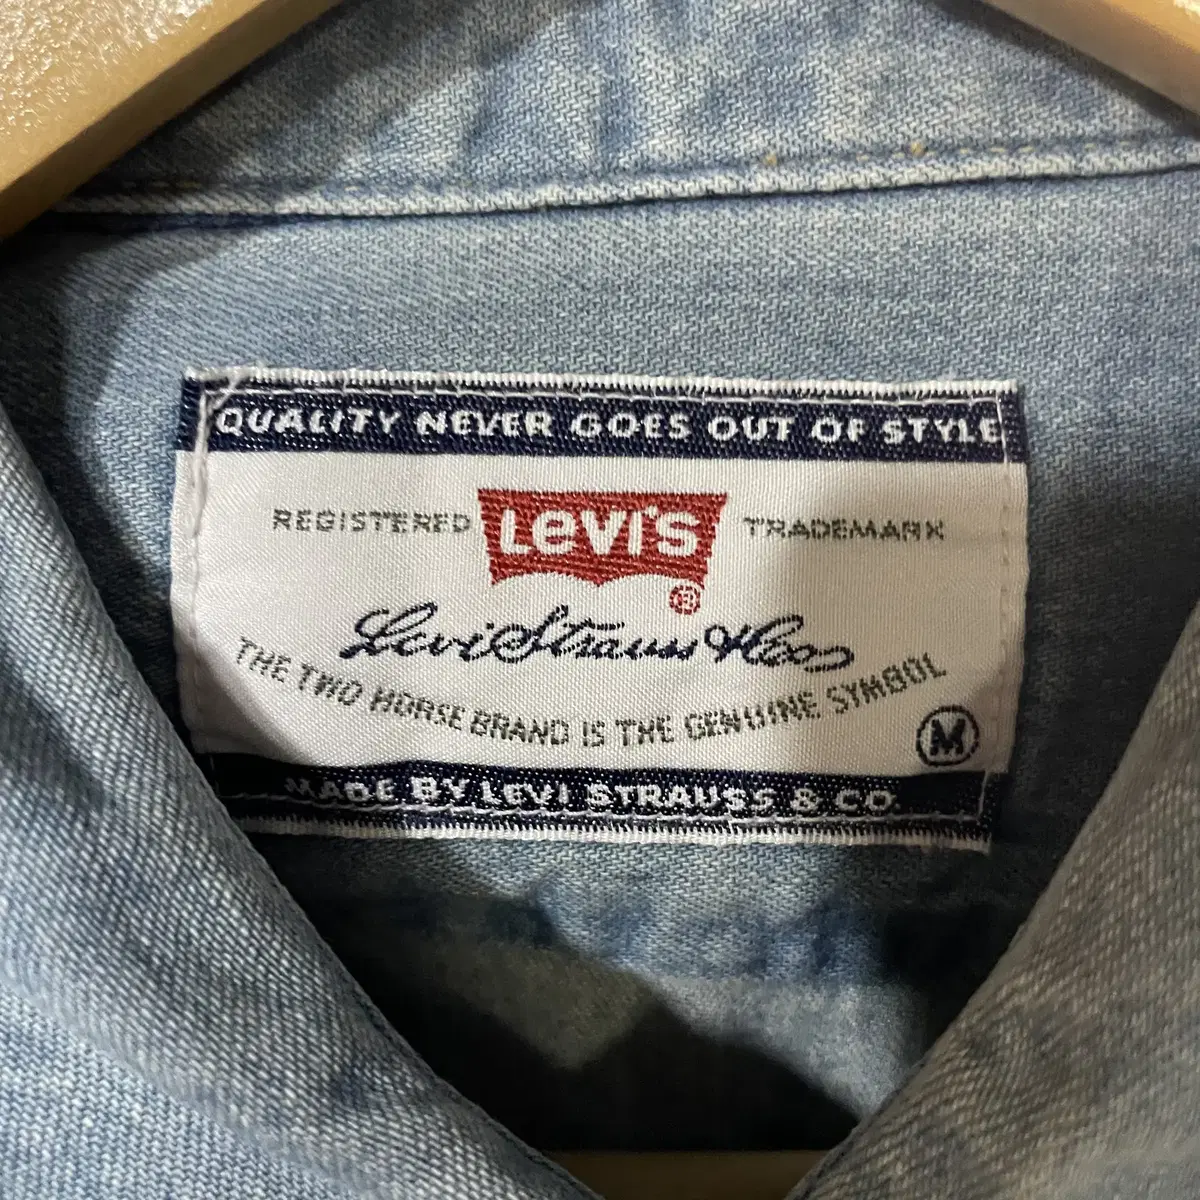 QUALITY NEVER GOES OUT OF STYLE
REGISTERED Levi's TRADEMARK
®
Levi Strauss & Co
THE TWO HORSE BRAND IS THE GENUINE SYMBOL
M
MADE BY LEVI STRAUSS & CO.